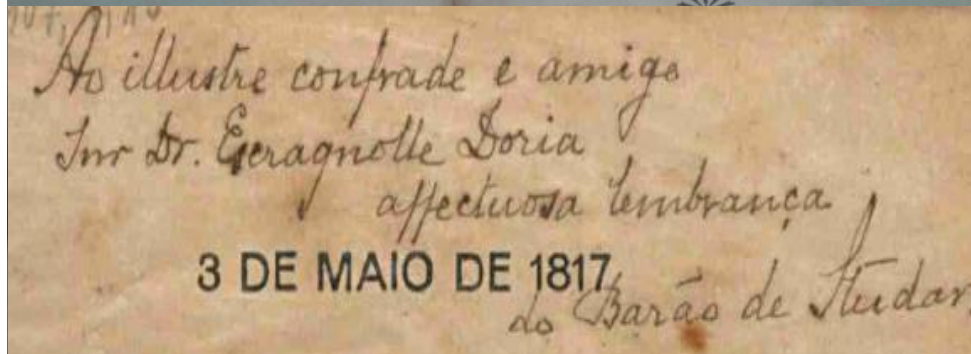 Ao illustre confrade e amigo
Snr Dr. Escragnolle Doria
affectuosa lembrança
3 DE MAIO DE 1817
do Barão de Studart